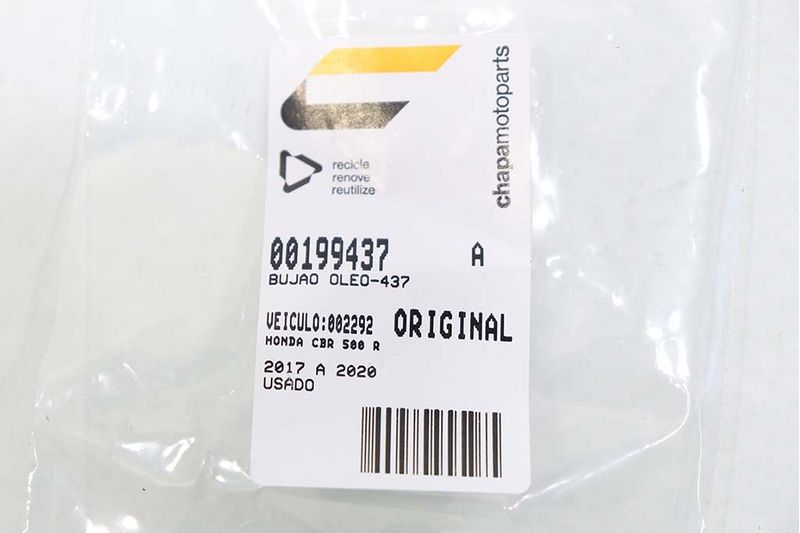 chapamotoparts
recicle
renove
reutilize
00199437 A
BUJAO OLEO-437
VEICULO:002292 ORIGINAL
HONDA CBR 500 R
2017 A 2020
USADO